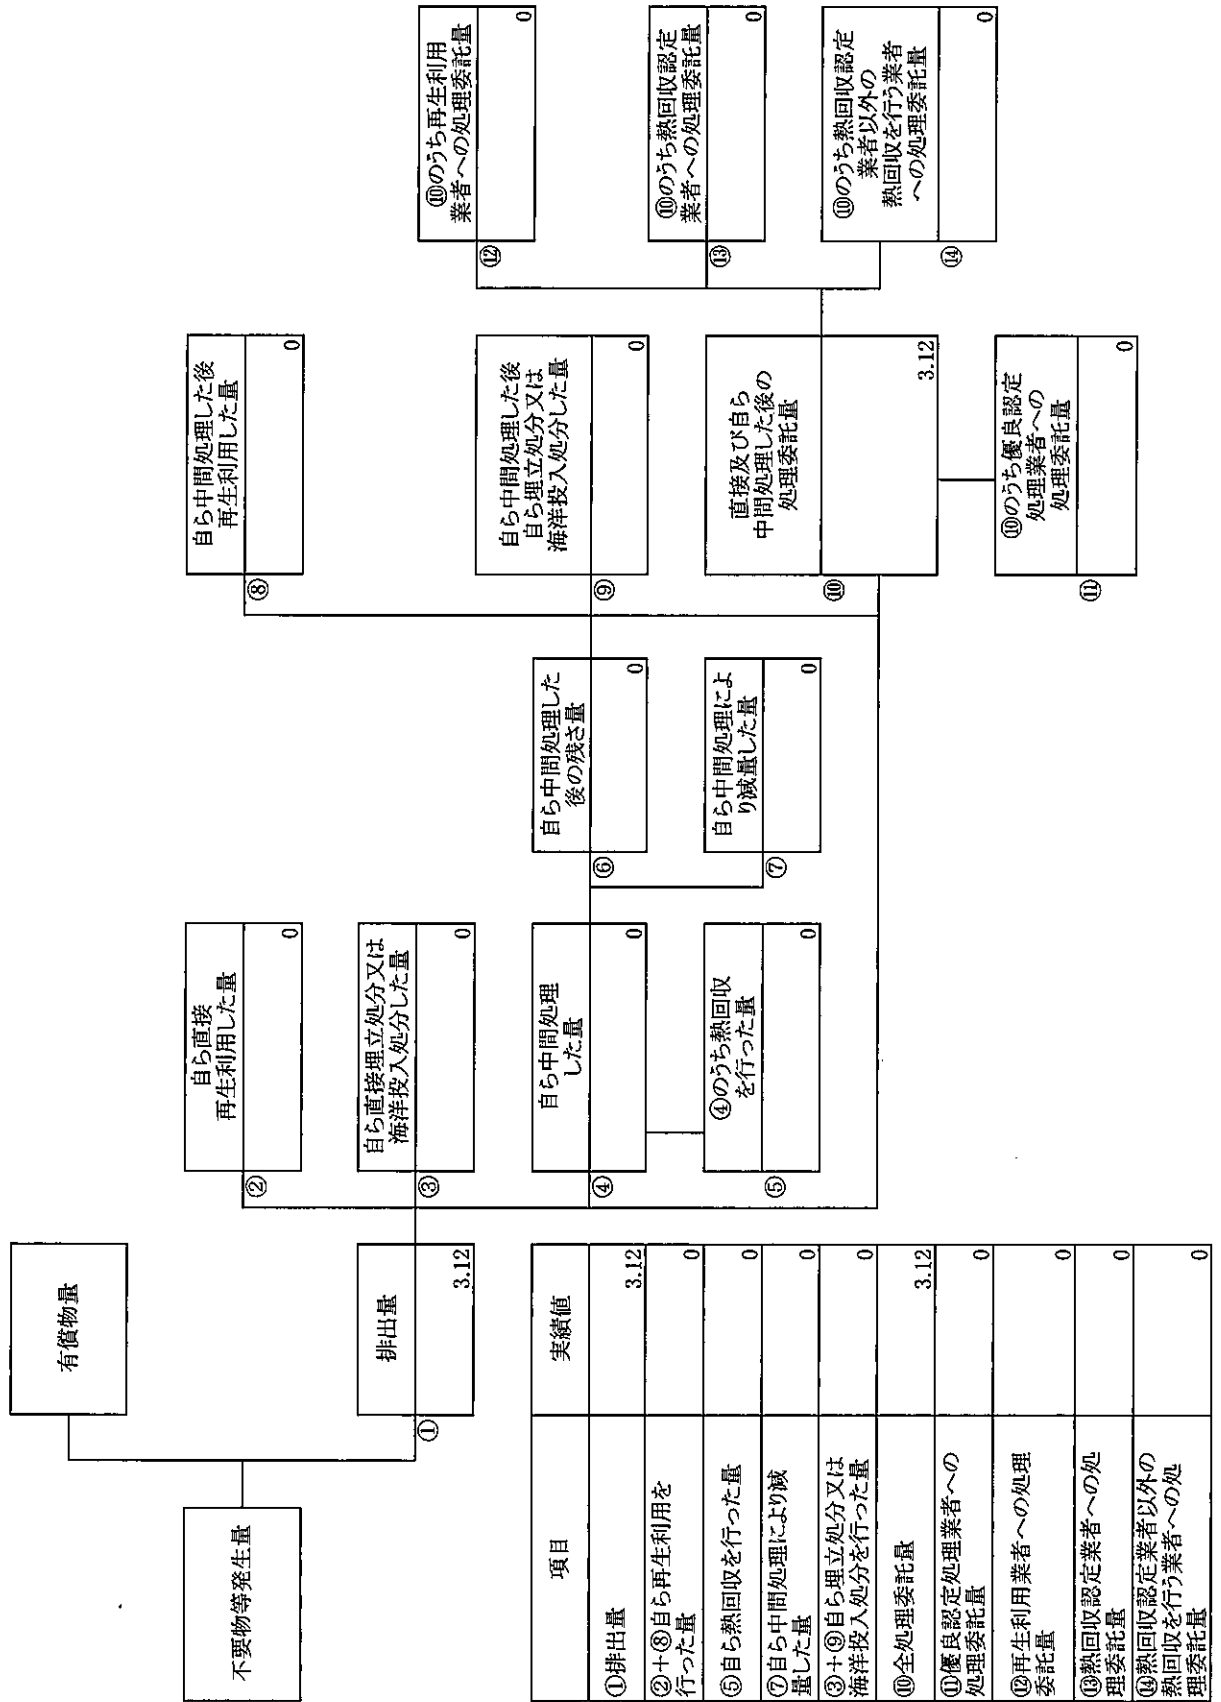 不要物等発生量
有償物量
①
排出量
3.12
②
自ら直接
再生利用した量
0
③
自ら直接埋立処分又は
海洋投入処分した量
0
④
自ら中間処理
した量
0
⑤
④のうち熱回収
を行った量
0
⑥
自ら中間処理した
後の残さ量
0
⑦
自ら中間処理によ
り減量した量
0
⑧
自ら中間処理した後
再生利用した量
0
⑨
自ら中間処理した後
自ら埋立処分又は
海洋投入処分した量
0
⑩
直接及び自ら
中間処理した後の
処理委託量
3.12
⑪
⑩のうち優良認定
処理業者への
処理委託量
0
⑫
⑩のうち再生利用
業者への処理委託量
0
⑬
⑩のうち熱回収認定
業者への処理委託量
0
⑭
⑩のうち熱回収認定
業者以外の
熱回収を行う業者
への処理委託量
0
項目 実績値
①排出量 3.12
②+⑧自ら再生利用を
行った量 0
⑤自ら熱回収を行った量 0
⑦自ら中間処理により減
量した量 0
③+⑨自ら埋立処分又は
海洋投入処分を行った量 0
⑩全処理委託量 3.12
⑪優良認定処理業者への
処理委託量 0
⑫再生利用業者への処理
委託量 0
⑬熱回収認定業者への処
理委託量 0
⑭熱回収認定業者以外の
熱回収を行う業者への処
理委託量 0